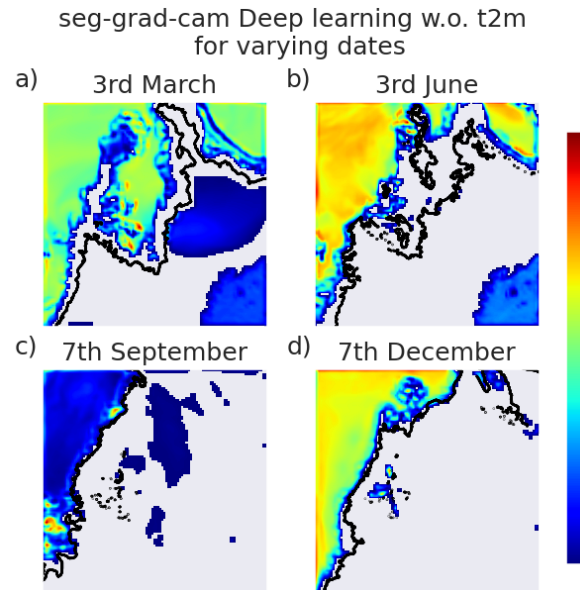 seg-grad-cam Deep learning w.o. t2m
for varying dates
a) 3rd March
b) 3rd June
c) 7th September
d) 7th December